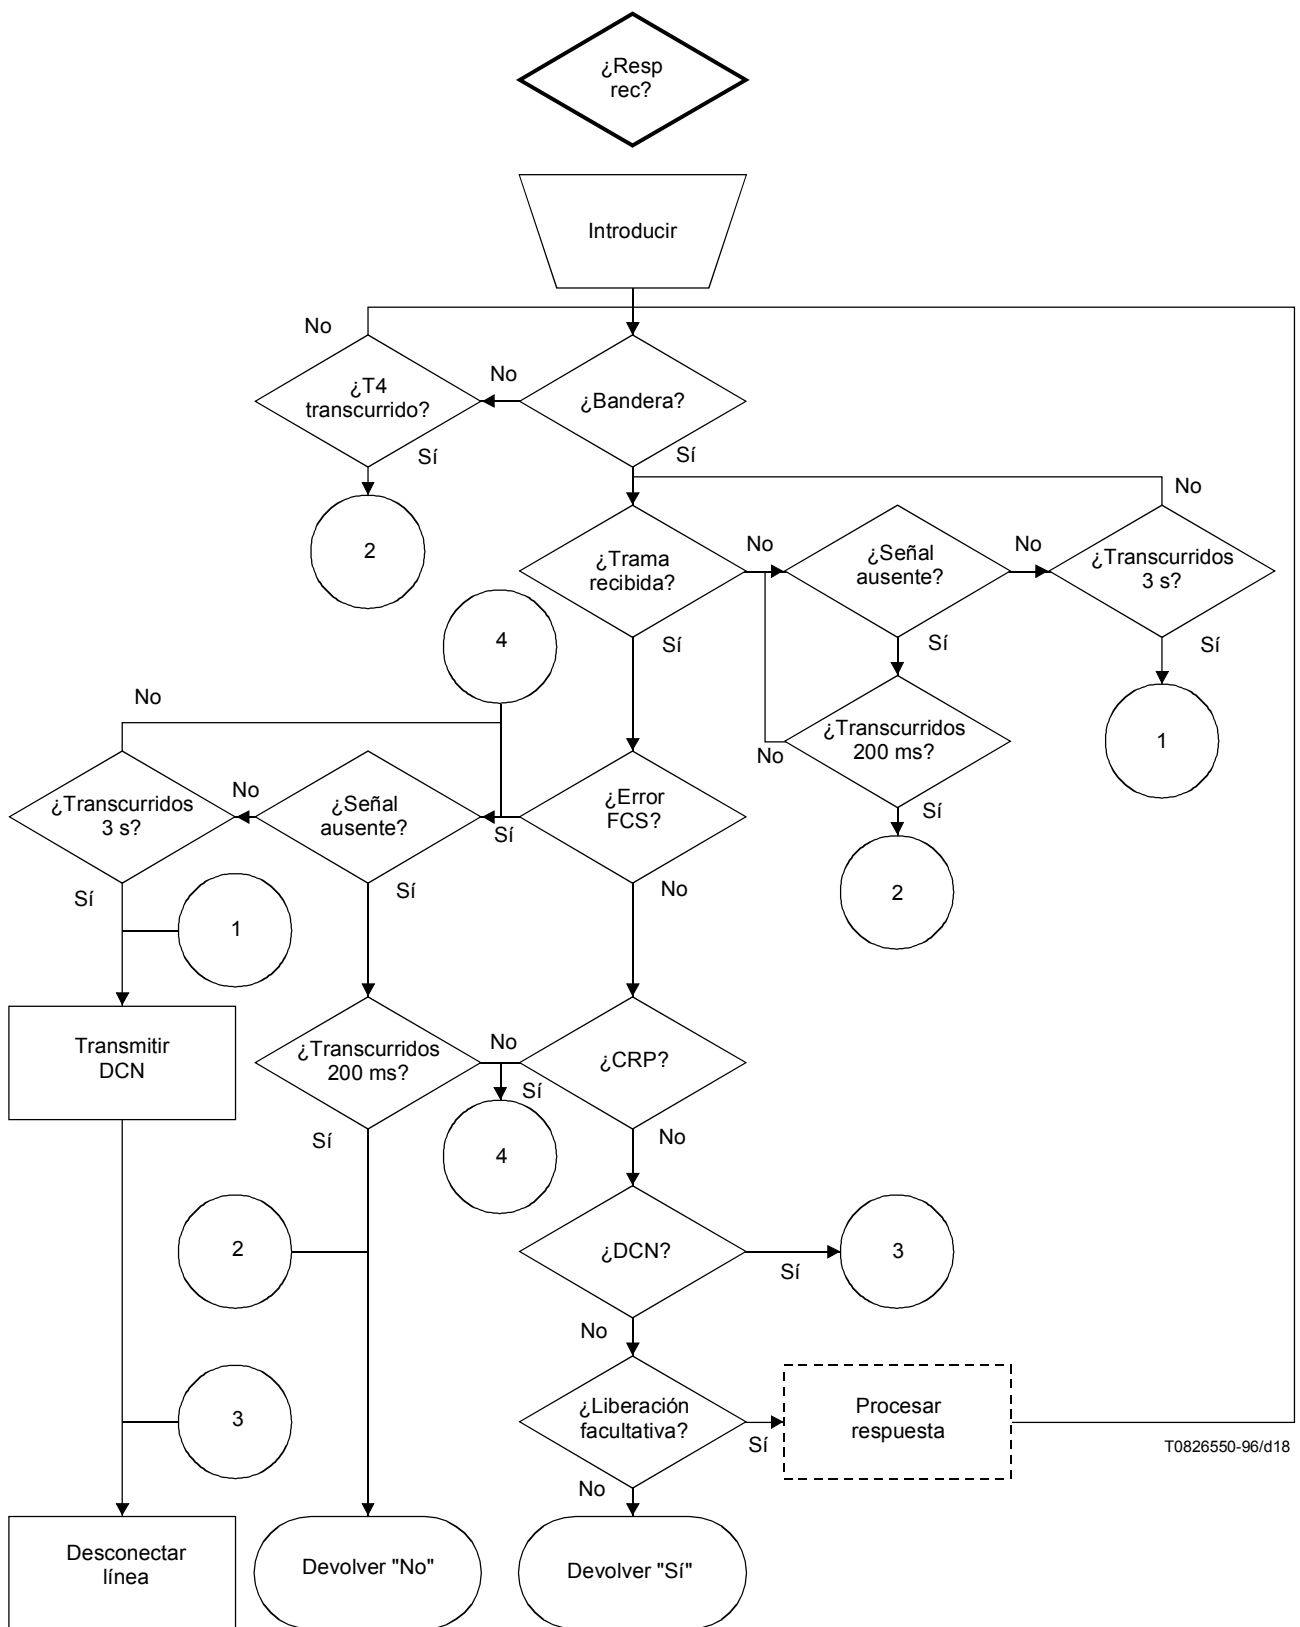 ¿Resp
rec?
Introducir
No
¿T4
transcurrido?
No
¿Bandera?
Sí
Sí
2
No
¿Trama
recibida?
No
¿Señal
ausente?
No
¿Transcurridos
3 s?
4
Sí
Sí
Sí
No
¿Transcurridos
200 ms?
No
1
¿Transcurridos
3 s?
No
¿Señal
ausente?
Sí
¿Error
FCS?
Sí
Sí
Sí
No
2
1
Transmitir
DCN
¿Transcurridos
200 ms?
No
Sí
¿CRP?
Sí
No
4
2
¿DCN?
Sí
3
No
3
¿Liberación
facultativa?
Sí
Procesar
respuesta
T0826550-96/d18
No
Desconectar
línea
Devolver "No"
Devolver "Sí"